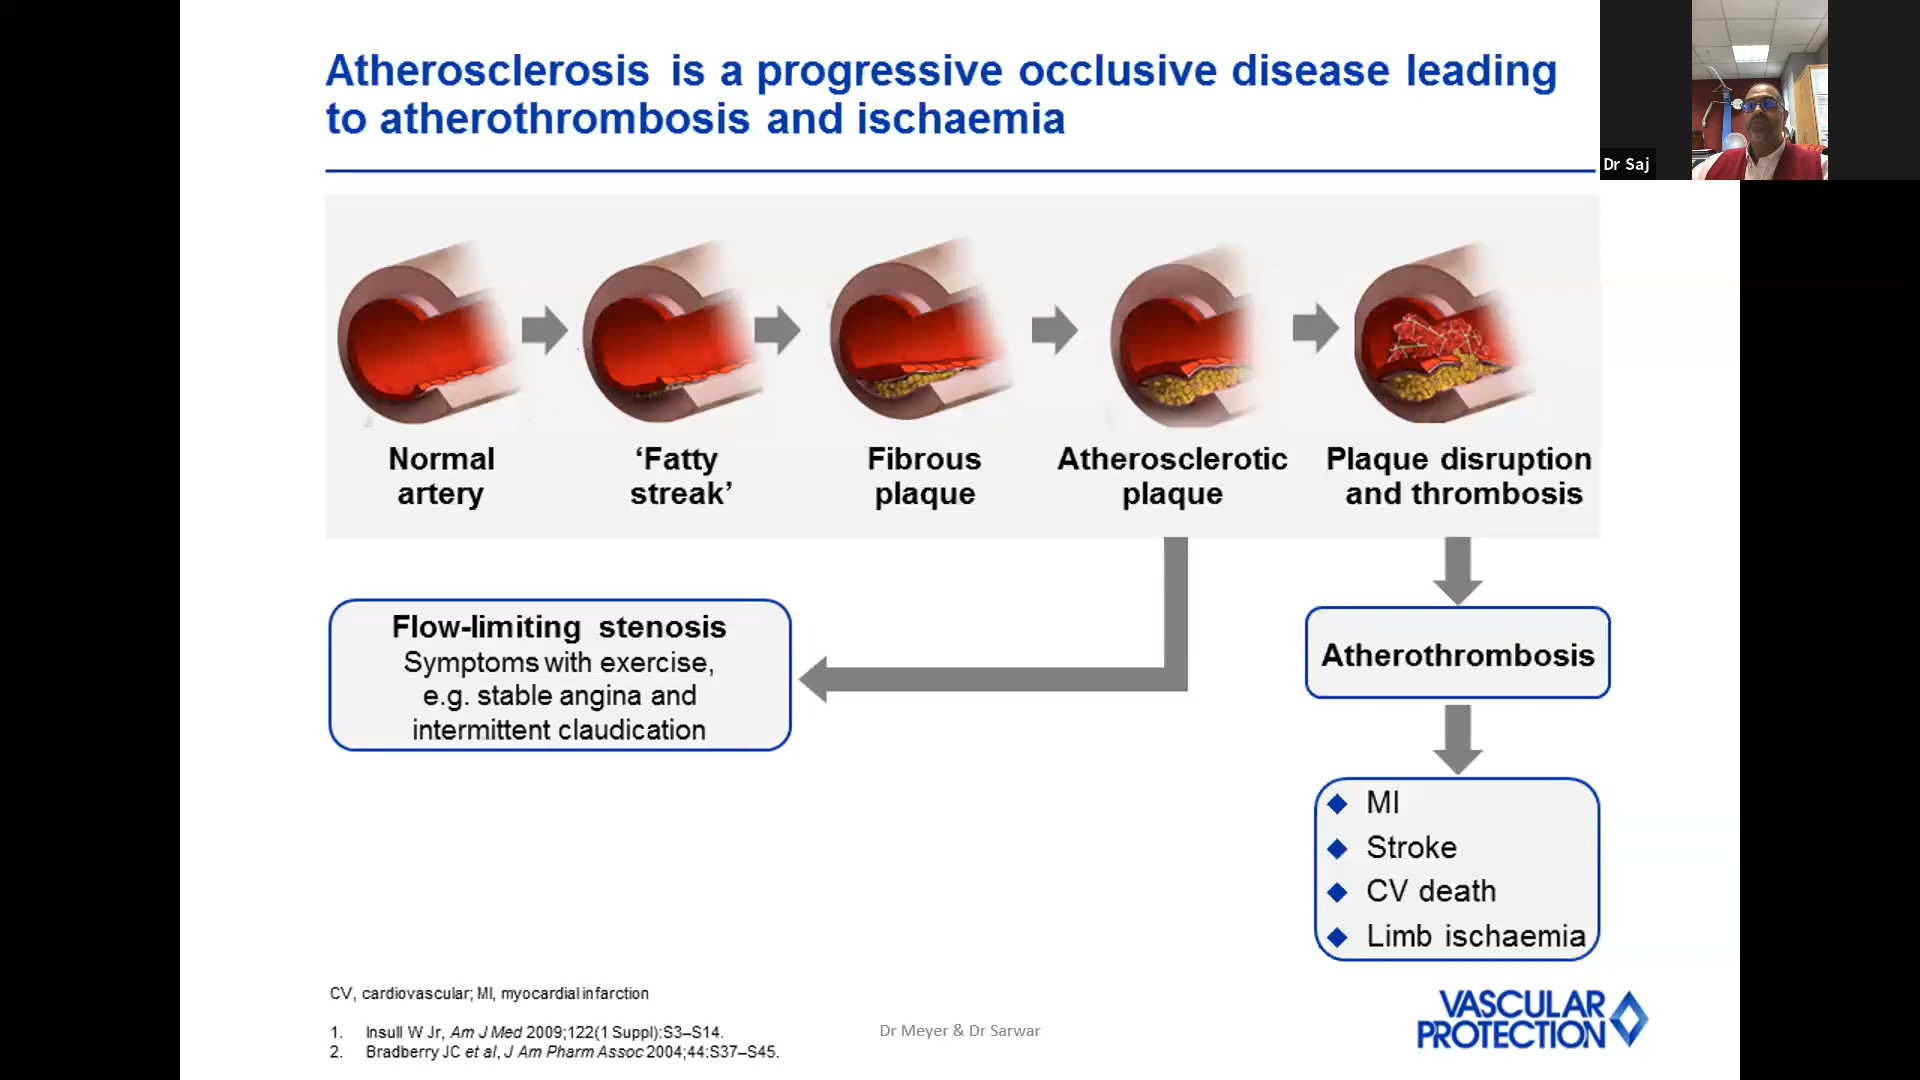 Atherosclerosis is a progressive occlusive disease leading
to atherothrombosis and ischaemia
Dr Saj
Normal
artery
‘Fatty
streak’
Fibrous
plaque
Atherosclerotic
plaque
Plaque disruption
and thrombosis
Flow-limiting stenosis
Symptoms with exercise,
e.g. stable angina and
intermittent claudication
Atherothrombosis
MI
Stroke
CV death
Limb ischaemia
CV, cardiovascular; MI, myocardial infarction
1. Insull W Jr, Am J Med 2009;122(1 Suppl):S3–S14.
2. Bradberry JC et al, J Am Pharm Assoc 2004;44:S37–S45.
Dr Meyer & Dr Sarwar
VASCULAR
PROTECTION